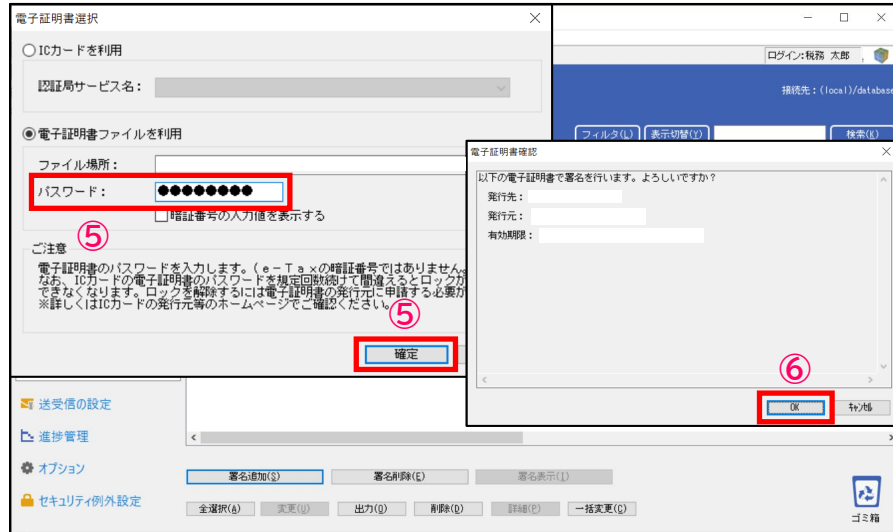 電子証明書選択
ICカードを利用
認証局サービス名：
電子証明書ファイルを利用
ファイル場所：
パスワード：
●●●●●●●●
暗証番号の入力値を表示する
⑤
ご注意
電子証明書のパスワードを入力します。(e－Ｔａｘの暗証番号ではありません。
なお、ICカードの電子証明書のパスワードを規定回数続けて間違えるとロックが
できなくなります。ロックを解除するには電子証明書の発行元に申請する必要が
※詳しくはICカードの発行元等のホームページでご確認ください。
⑤
確定
ログイン:税務 太郎
接続先：(local)/database
フィルタ(L)
表示切替(Y)
検索(K)
電子証明書確認
以下の電子証明書で署名を行います。よろしいですか？
発行先：
発行元：
有効期限：
⑥
OK
ｷｬﾝｾﾙ
送受信の設定
進捗管理
オプション
セキュリティ例外設定
署名追加(S)
署名削除(E)
署名表示(I)
全選択(A)
変更(U)
出力(O)
削除(D)
詳細(P)
一括変更(C)
ゴミ箱